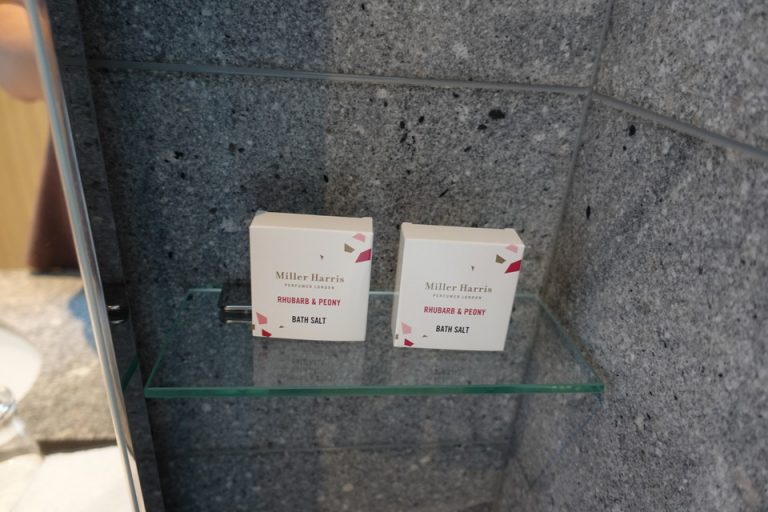 Miller Harris
PERFUMER LONDON
RHUBARB & PEONY
BATH SALT
Miller Harris
PERFUMER LONDON
RHUBARB & PEONY
BATH SALT